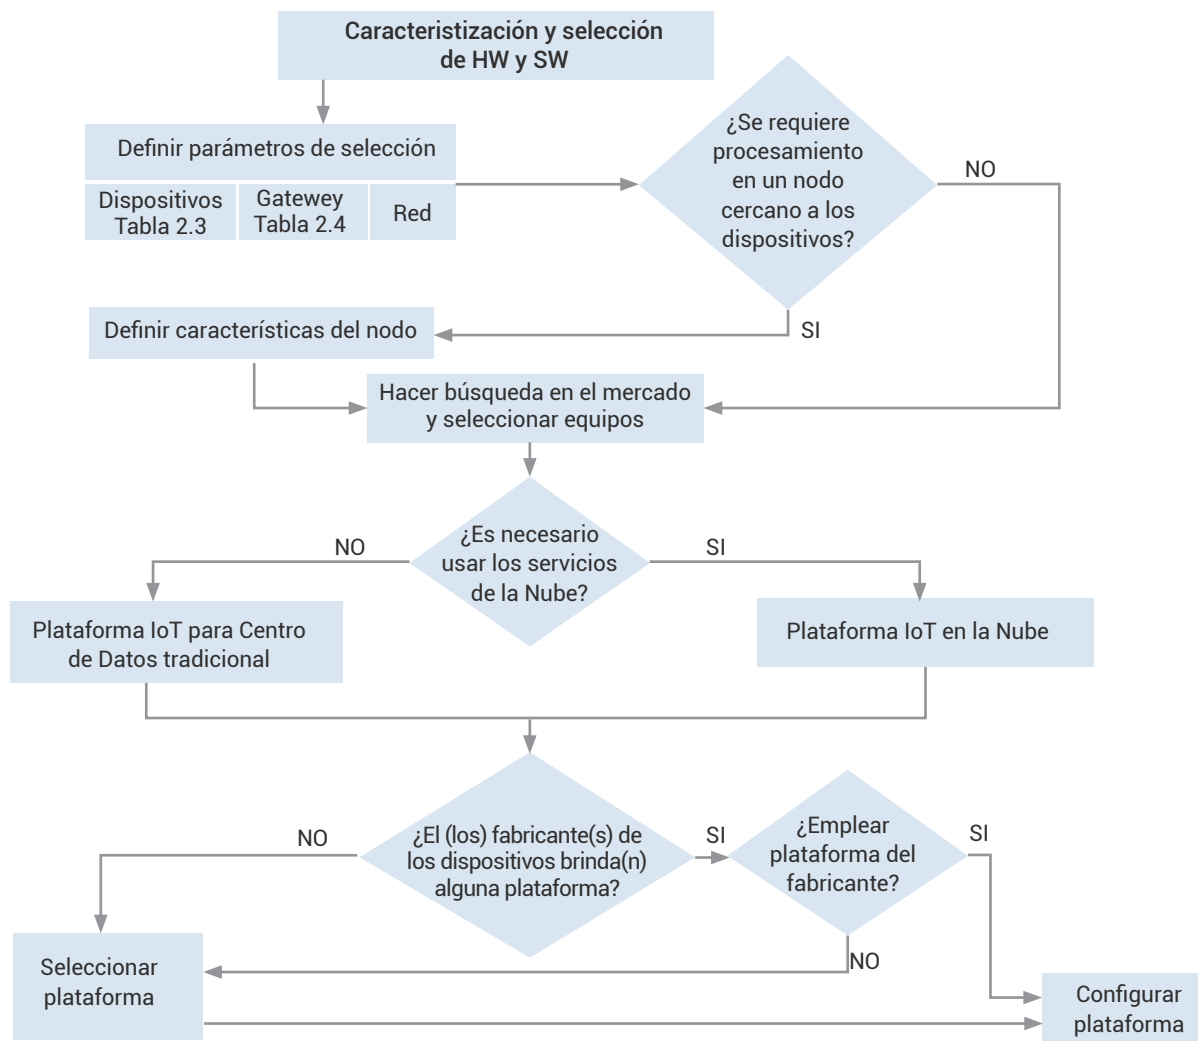 Caracteristización y selección
de HW y SW
Definir parámetros de selección
Dispositivos
Tabla 2.3
Gatewey
Tabla 2.4
Red
¿Se requiere
procesamiento
en un nodo
cercano a los
dispositivos?
NO
SI
Definir características del nodo
Hacer búsqueda en el mercado
y seleccionar equipos
¿Es necesario
usar los servicios
de la Nube?
NO
SI
Plataforma IoT para Centro
de Datos tradicional
Plataforma IoT en la Nube
¿El (los) fabricante(s) de
los dispositivos brinda(n)
alguna plataforma?
NO
SI
¿Emplear
plataforma del
fabricante?
SI
NO
Seleccionar
plataforma
Configurar
plataforma